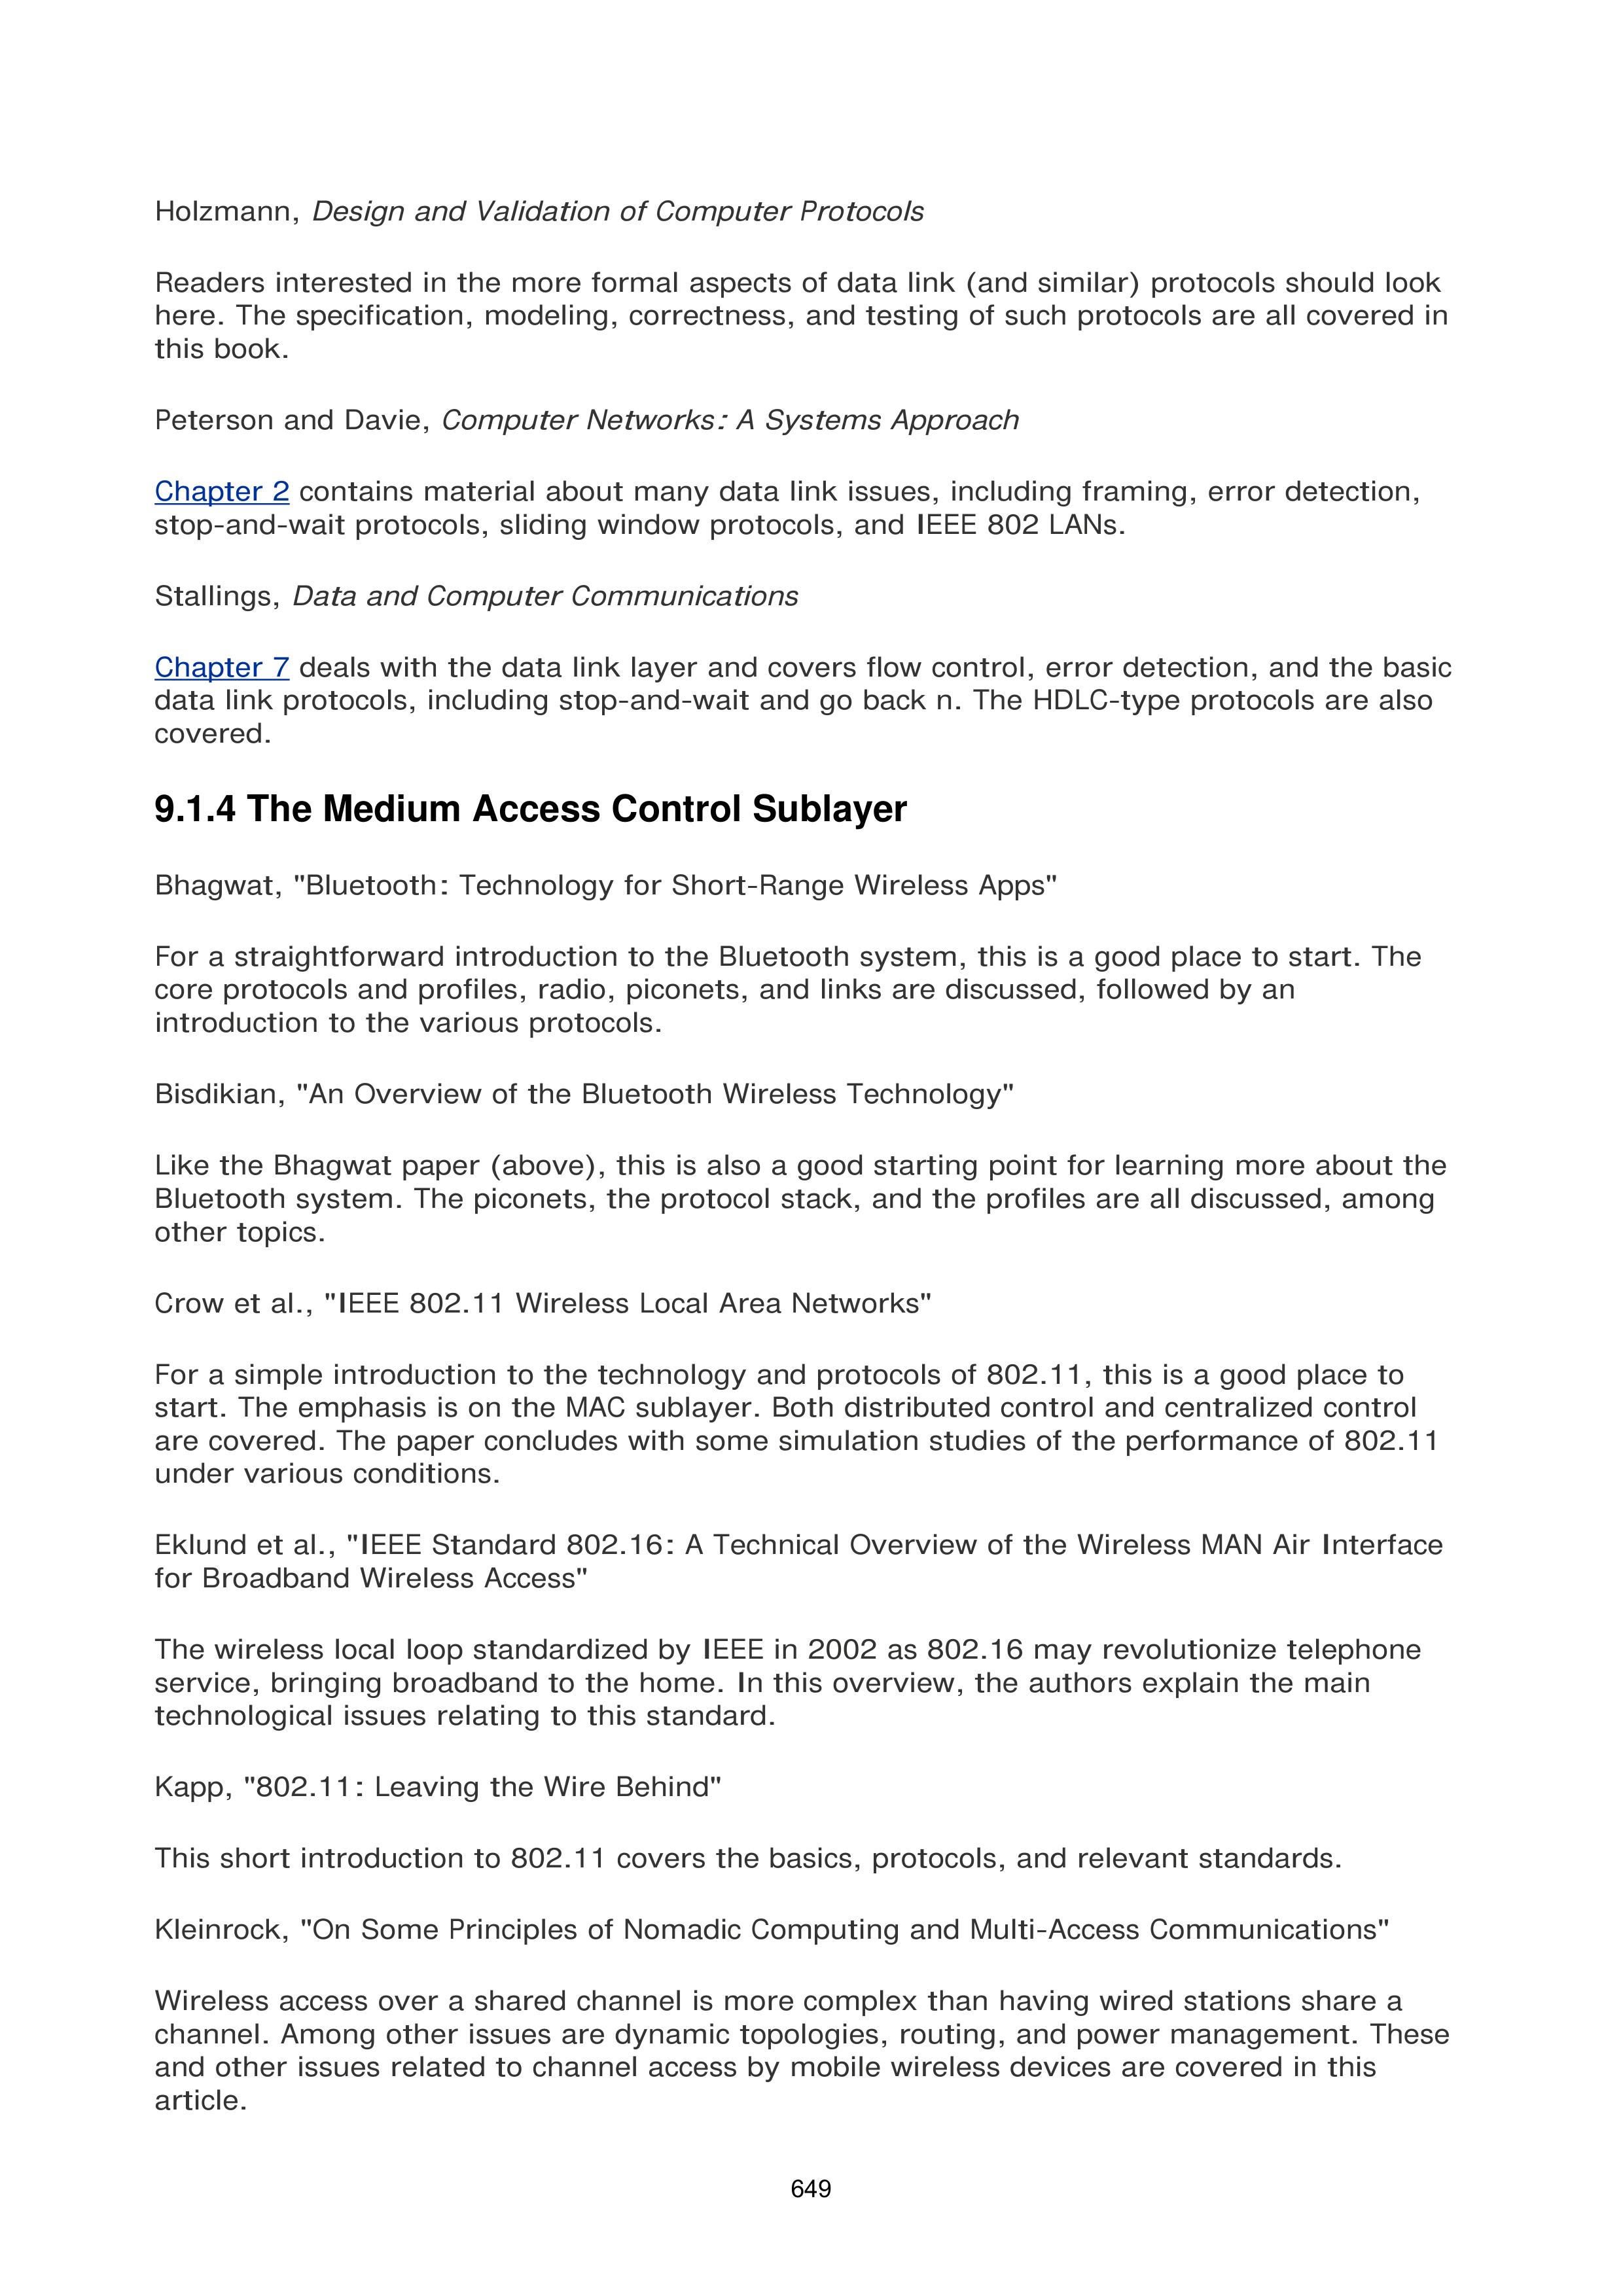 Holzmann, Design and Validation of Computer Protocols
Readers interested in the more formal aspects of data link (and similar) protocols should look
here. The specification, modeling, correctness, and testing of such protocols are all covered in
this book.
Peterson and Davie, Computer Networks: A Systems Approach
Chapter 2 contains material about many data link issues, including framing, error detection,
stop-and-wait protocols, sliding window protocols, and IEEE 802 LANs.
Stallings, Data and Computer Communications
Chapter 7 deals with the data link layer and covers flow control, error detection, and the basic
data link protocols, including stop-and-wait and go back n. The HDLC-type protocols are also
covered.
9.1.4 The Medium Access Control Sublayer
Bhagwat, "Bluetooth: Technology for Short-Range Wireless Apps"
For a straightforward introduction to the Bluetooth system, this is a good place to start. The
core protocols and profiles, radio, piconets, and links are discussed, followed by an
introduction to the various protocols.
Bisdikian, "An Overview of the Bluetooth Wireless Technology"
Like the Bhagwat paper (above), this is also a good starting point for learning more about the
Bluetooth system. The piconets, the protocol stack, and the profiles are all discussed, among
other topics.
Crow et al., "IEEE 802.11 Wireless Local Area Networks"
For a simple introduction to the technology and protocols of 802.11, this is a good place to
start. The emphasis is on the MAC sublayer. Both distributed control and centralized control
are covered. The paper concludes with some simulation studies of the performance of 802.11
under various conditions.
Eklund et al., "IEEE Standard 802.16: A Technical Overview of the Wireless MAN Air Interface
for Broadband Wireless Access"
The wireless local loop standardized by IEEE in 2002 as 802.16 may revolutionize telephone
service, bringing broadband to the home. In this overview, the authors explain the main
technological issues relating to this standard.
Kapp, "802.11: Leaving the Wire Behind"
This short introduction to 802.11 covers the basics, protocols, and relevant standards.
Kleinrock, "On Some Principles of Nomadic Computing and Multi-Access Communications"
Wireless access over a shared channel is more complex than having wired stations share a
channel. Among other issues are dynamic topologies, routing, and power management. These
and other issues related to channel access by mobile wireless devices are covered in this
article.
649